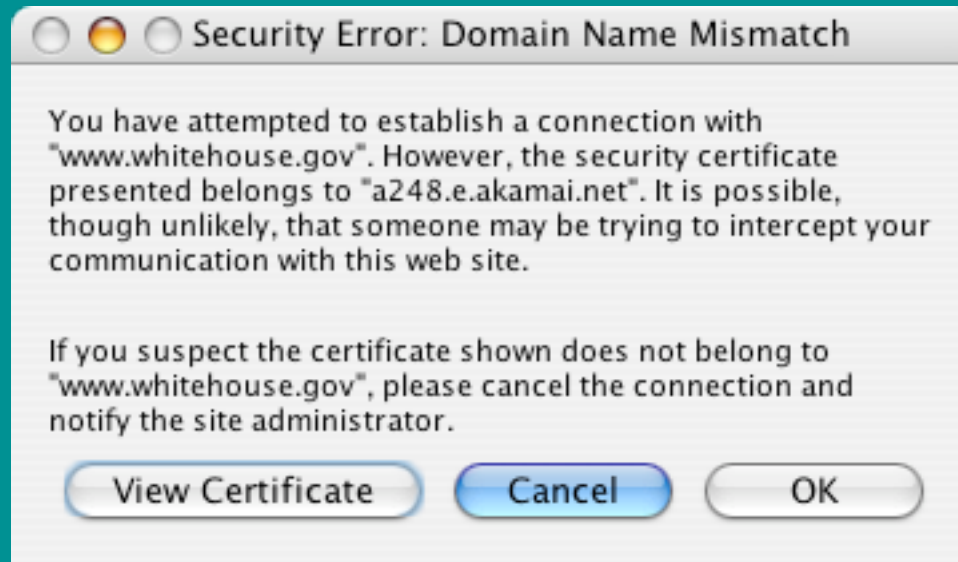 Security Error: Domain Name Mismatch
You have attempted to establish a connection with
"www.whitehouse.gov". However, the security certificate
presented belongs to "a248.e.akamai.net". It is possible,
though unlikely, that someone may be trying to intercept your
communication with this web site.
If you suspect the certificate shown does not belong to
"www.whitehouse.gov", please cancel the connection and
notify the site administrator.
View Certificate
Cancel
OK